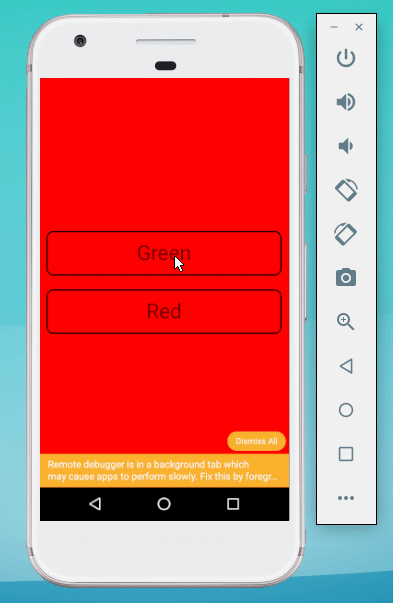 Green
Red
Dismiss All
Remote debugger is in a background tab which
may cause apps to perform slowly. Fix this by foregr...